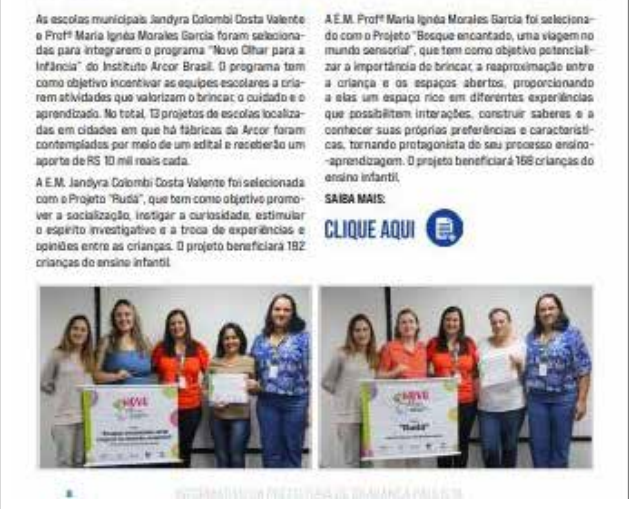 As escolas municipais Jandyra Colombi Costa Valente
e Profª Maria Ignéa Morales Garcia foram seleciona-
das para integrarem o programa "Novo Olhar para a
Infância" do Instituto Arcor Brasil. O programa tem
como objetivo incentivar as equipes escolares a cria-
rem atividades que valorizam o brincar, o cuidado e o
aprendizado. No total, 13 projetos de escolas localiza-
das em cidades em que há fábricas da Arcor foram
contemplados por meio de um edital e receberão um
aporte de R$ 10 mil reais cada.
A E.M. Jandyra Colombi Costa Valente foi selecionada
com o Projeto "Rudá", que tem como objetivo promo-
ver a socialização, instigar a curiosidade, estimular
o espírito investigativo e a troca de experiências e
opiniões entre as crianças. O projeto beneficiará 192
crianças do ensino infantil.
A E.M. Profª Maria Ignéa Morales Garcia foi seleciona-
do com o Projeto "Bosque encantado, uma viagem no
mundo sensorial", que tem como objetivo potenciali-
zar a importância do brincar, a reaproximação entre
a criança e os espaços abertos, proporcionando
a elas um espaço rico em diferentes experiências
que possibilitem interações, construir saberes e a
conhecer suas próprias preferências e característi-
cas, tornando protagonista do seu processo ensino-
-aprendizagem. O projeto beneficiará 168 crianças do
ensino infantil.
SAIBA MAIS:
CLIQUE AQUI
"Rudá"